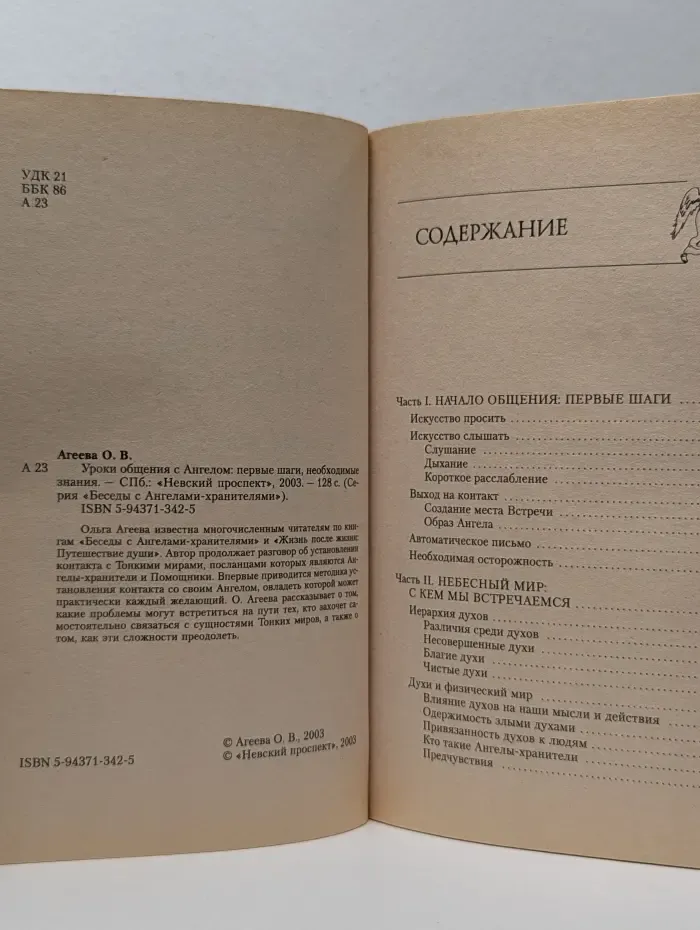 УДК 21
ББК 86
А 23
Агеева О. В.
А 23 Уроки общения с Ангелом: первые шаги, необходимые
знания. — СПб.: «Невский проспект», 2003. — 128 с. (Се-
рия «Беседы с Ангелами-хранителями»).
ISBN 5-94371-342-5
Ольга Агеева известна многочисленным читателям по кни-
гам «Беседы с Ангелами-хранителями» и «Жизнь после жизни:
Путешествие души». Автор продолжает разговор об установлении
контакта с Тонкими мирами, посланцами которых являются Ан-
гелы-хранители и Помощники. Впервые приводится методика ус-
тановления контакта со своим Ангелом, овладеть которой может
практически каждый желающий. О. Агеева рассказывает о том,
какие проблемы могут встретиться на пути тех, кто захочет са-
мостоятельно связаться с сущностями Тонких миров, а также о
том, как эти сложности преодолеть.
© Агеева О. В., 2003
ISBN 5-94371-342-5 © «Невский проспект», 2003
СОДЕРЖАНИЕ
Часть I. НАЧАЛО ОБЩЕНИЯ: ПЕРВЫЕ ШАГИ
Искусство просить
Искусство слышать
Слушание
Дыхание
Короткое расслабление
Выход на контакт
Создание места Встречи
Образ Ангела
Автоматическое письмо
Необходимая осторожность
Часть II. НЕБЕСНЫЙ МИР:
С КЕМ МЫ ВСТРЕЧАЕМСЯ
Иерархия духов
Различия среди духов
Несовершенные духи
Благие духи
Чистые духи
Духи и физический мир
Влияние духов на наши мысли и действия
Одержимость злыми духами
Привязанность духов к людям
Кто такие Ангелы-хранители
Предчувствия